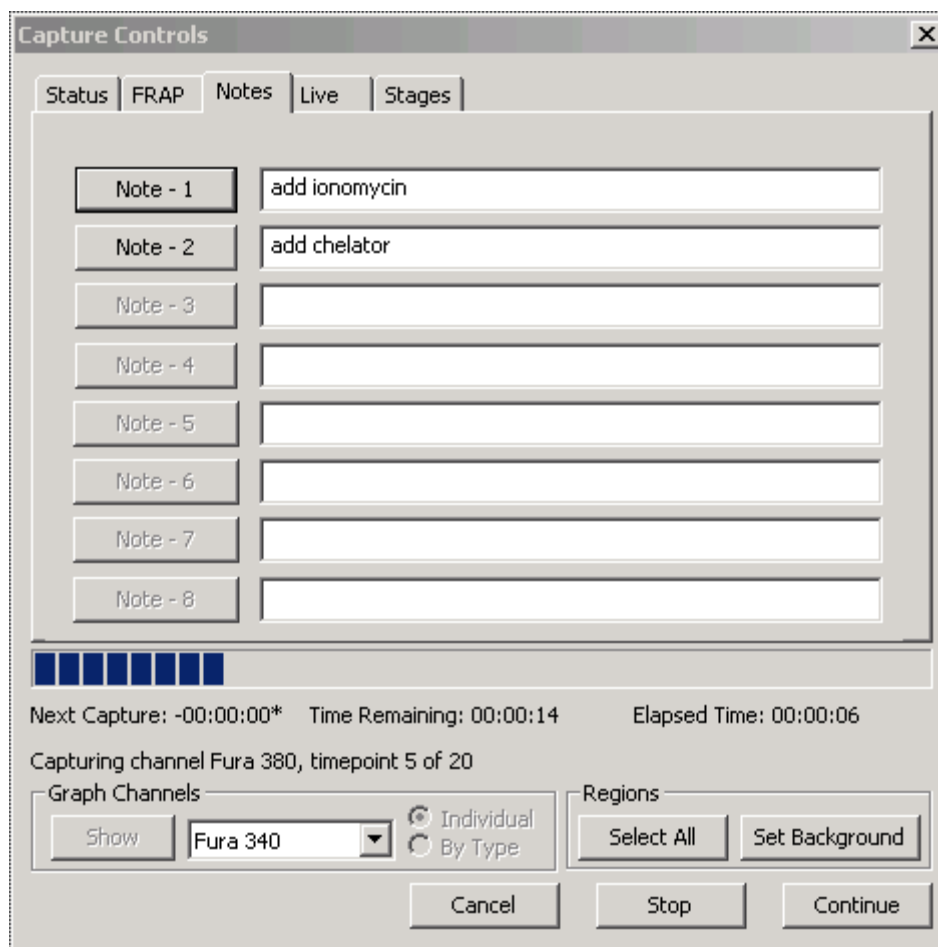 Capture Controls
Status FRAP Notes Live Stages
Note - 1 add ionomycin
Note - 2 add chelator
Note - 3
Note - 4
Note - 5
Note - 6
Note - 7
Note - 8
Next Capture: -00:00:00* Time Remaining: 00:00:14 Elapsed Time: 00:00:06
Capturing channel Fura 380, timepoint 5 of 20
Graph Channels Regions
Individual
Show Fura 340 Select All Set Background
By Type
Cancel Stop Continue